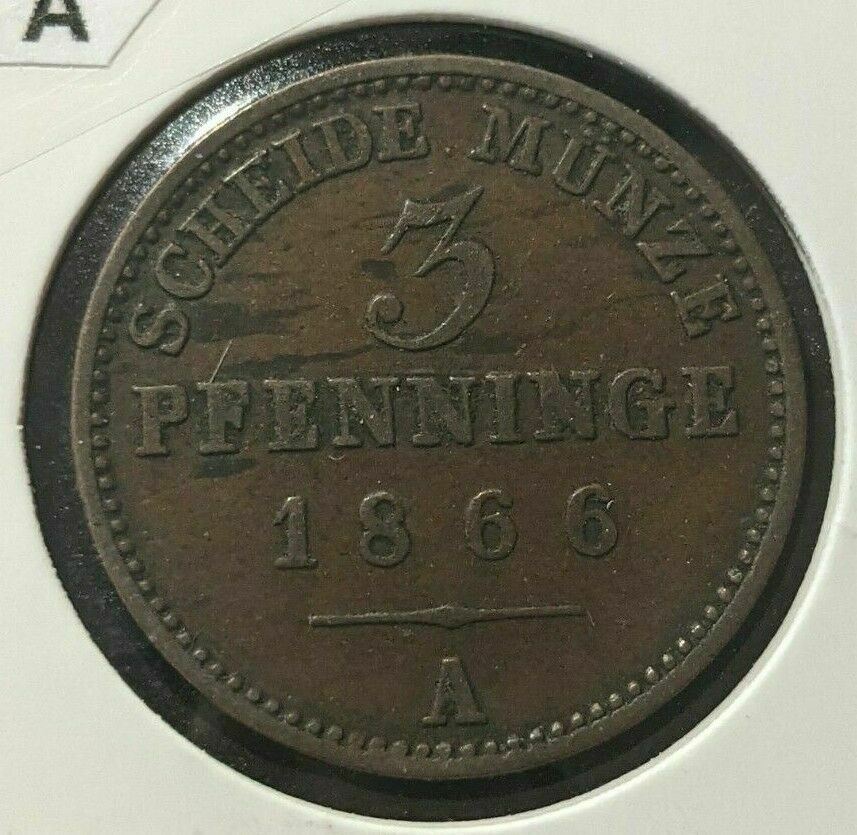 A
SCHEIDE MÜNZE
3
PFENNINGE
1866
A